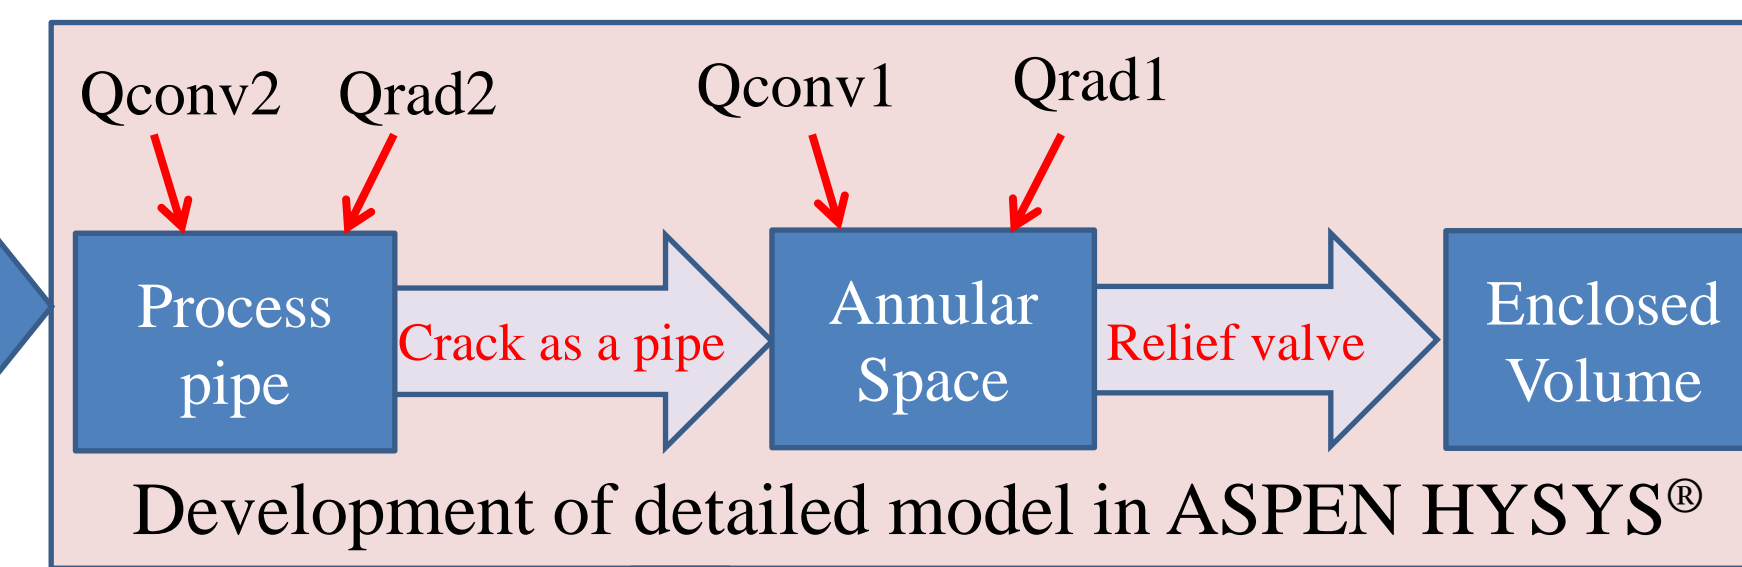 Qconv2 Qrad2 Qconv1 Qrad1
Process
pipe
Crack as a pipe
Annular
Space
Relief valve
Enclosed
Volume
Development of detailed model in ASPEN HYSYS®